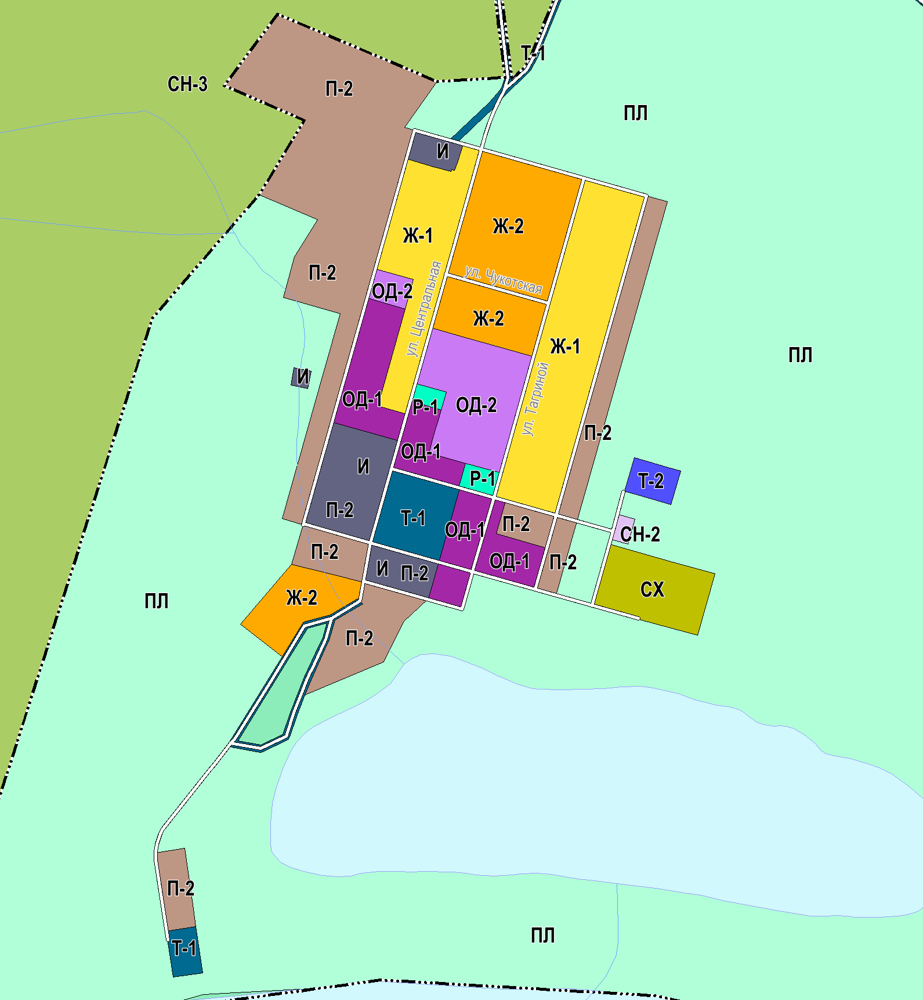 Т-1
СН-3
П-2
ПЛ
И
Ж-2
Ж-1
П-2
ул. Чукотская
ОД-2
ул. Центральная
Ж-2
Ж-1
ПЛ
И
ул. Тагриной
ОД-1
Р-1
ОД-2
П-2
ОД-1
И
Р-1
Т-2
П-2
Т-1
П-2
ОД-1
СН-2
П-2
ОД-1
П-2
И
П-2
СХ
Ж-2
ПЛ
П-2
П-2
ПЛ
Т-1